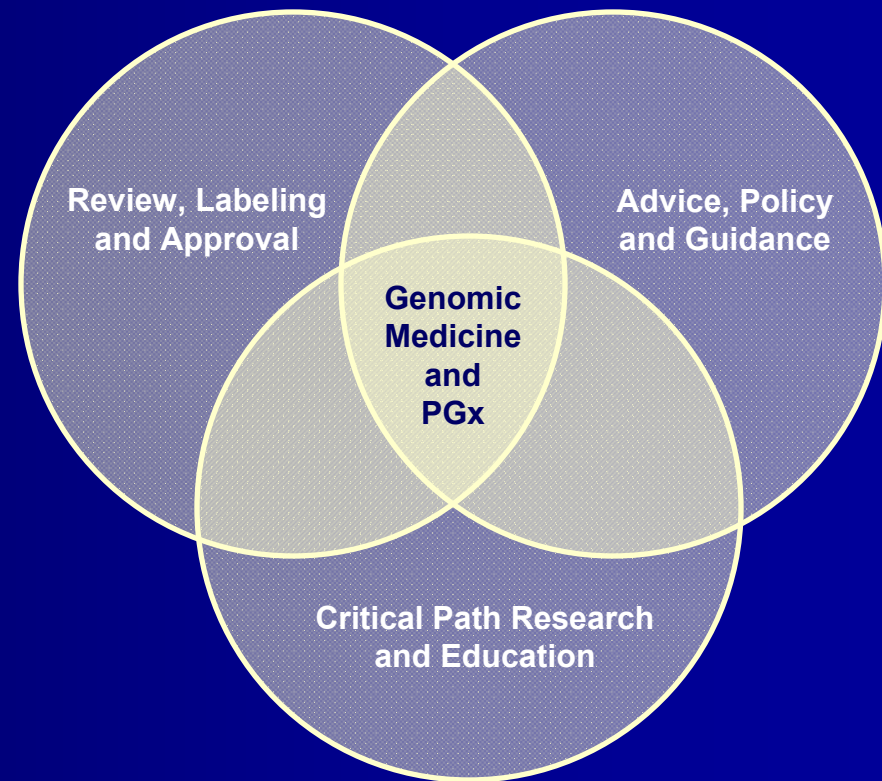 Review, Labeling
and Approval
Advice, Policy
and Guidance
Genomic
Medicine
and
PGx
Critical Path Research
and Education